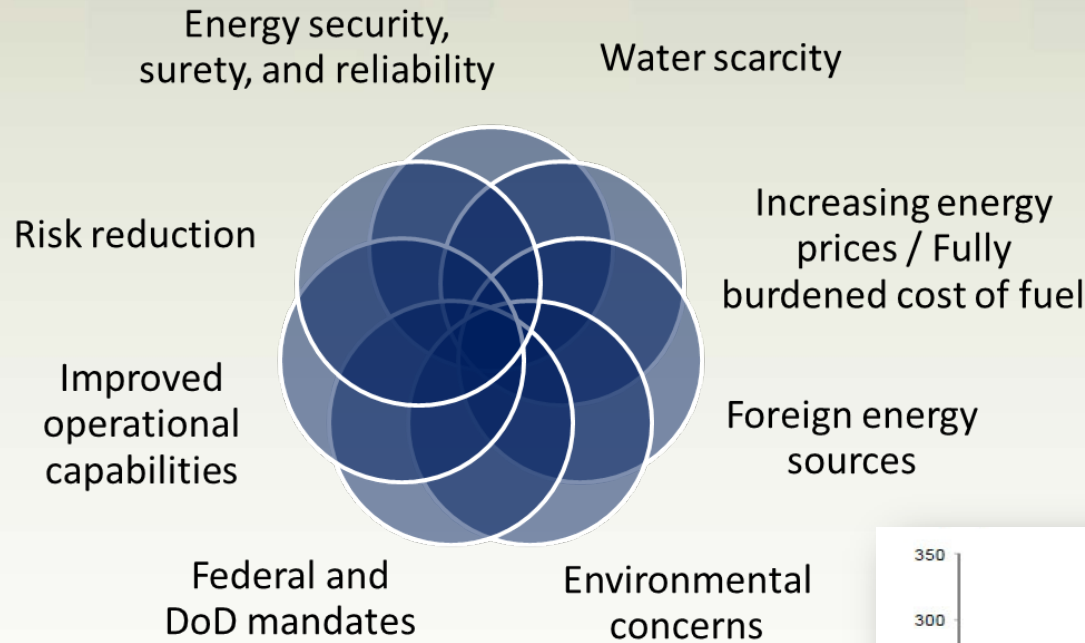 Energy security,
surety, and reliability
Water scarcity
Risk reduction
Increasing energy
prices / Fully
burdened cost of fuel
Improved
operational
capabilities
Foreign energy
sources
Federal and
DoD mandates
Environmental
concerns
350
300